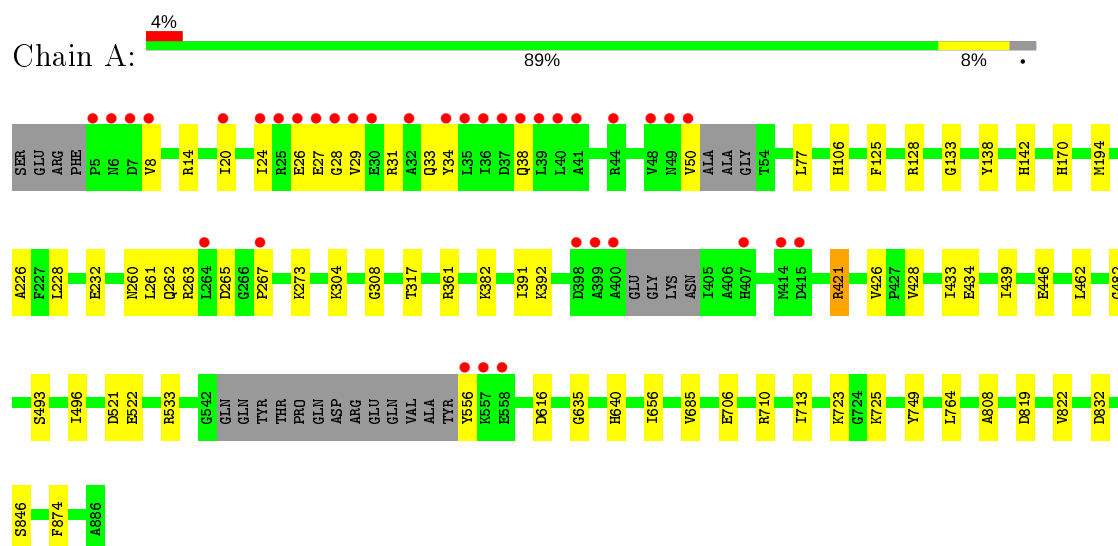 4%
Chain A:
89% 8% •
SER GLU ARG PHE P5 N6 D7 V8 R14 I20 I24 R25 E26 E27 G28 V29 E30 R31 A32 Q33 Y34 L35 I36 D37 Q38 L39 L40 A41 R44 V48 N49 V50 ALA ALA GLY T54 L77 H106 F125 R128 G133 Y138 H142 H170 M194
A226 F227 L228 E232 N260 L261 Q262 R263 L264 D265 G266 P267 K273 K304 G308 T317 R361 K382 I391 K392 D398 A399 A400 GLU GLY LYS ASN I405 A406 H407 M414 D415 R421 V426 P427 V428 I433 E434 I439 E446 L462
S493 I496 D521 E522 R533 G542 GLN GLN TYR THR PRO GLN ASP ARG GLU GLN VAL ALA TYR Y556 K557 E558 D616 G635 H640 I656 V685 E706 R710 I713 K723 G724 K725 Y749 L764 A808 D819 V822 D832
S846 F874 A886